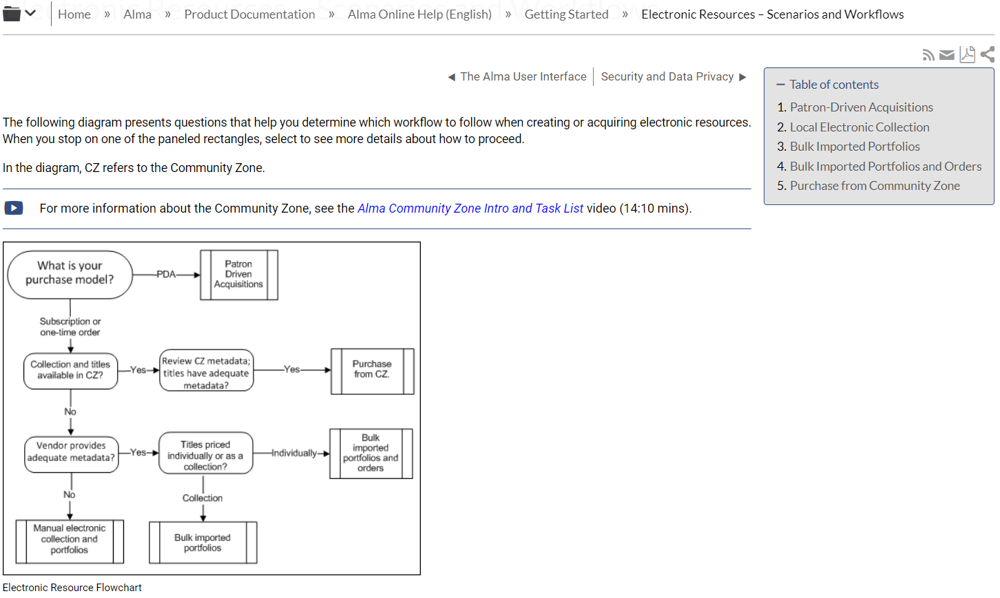 Electronic Resources – Scenarios and Workflows
Home » Alma » Product Documentation » Alma Online Help (English) » Getting Started » Electronic Resources – Scenarios and Workflows
◀ The Alma User Interface | Security and Data Privacy ▶
– Table of contents
1. Patron-Driven Acquisitions
2. Local Electronic Collection
3. Bulk Imported Portfolios
4. Bulk Imported Portfolios and Orders
5. Purchase from Community Zone
The following diagram presents questions that help you determine which workflow to follow when creating or acquiring electronic resources.
When you stop on one of the paneled rectangles, select to see more details about how to proceed.
In the diagram, CZ refers to the Community Zone.
For more information about the Community Zone, see the Alma Community Zone Intro and Task List video (14:10 mins).
What is your
purchase model?
PDA
Patron
Driven
Acquisitions
Subscription or
one-time order
Collection and titles
available in CZ?
Yes
Review CZ metadata;
titles have adequate
metadata?
Yes
Purchase
from CZ.
No
Vendor provides
adequate metadata?
Yes
Titles priced
individually or as a
collection?
Individually
Bulk
imported
portfolios and
orders
No
Collection
Manual electronic
collection and
portfolios
Bulk imported
portfolios
Electronic Resource Flowchart